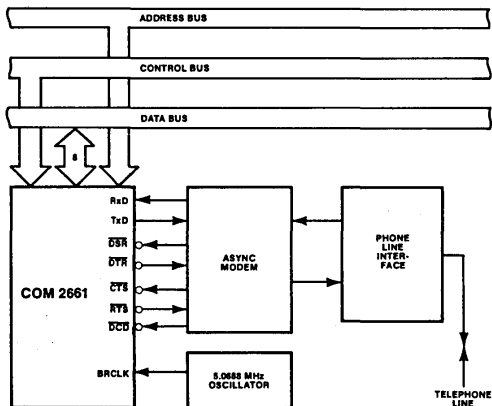 ADDRESS BUS
CONTROL BUS
DATA BUS
8
RxD
TxD
DSR
DTR
CTS
RTS
DCD
BRCLK
COM 2661
ASYNC
MODEM
PHONE
LINE
INTER-
FACE
5.0688 MHz
OSCILLATOR
TELEPHONE
LINE